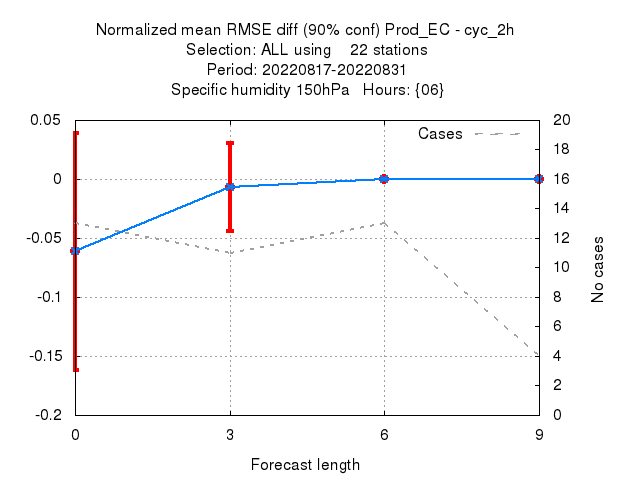 Normalized mean RMSE diff (90% conf) Prod_EC - cyc_2h
Selection: ALL using    22 stations
Period: 20220817-20220831
Specific humidity 150hPa   Hours: {06}
Cases
0.05
0
-0.05
-0.1
-0.15
-0.2
20
18
16
14
12
10
8
6
4
2
0
No cases
0 3 6 9
Forecast length